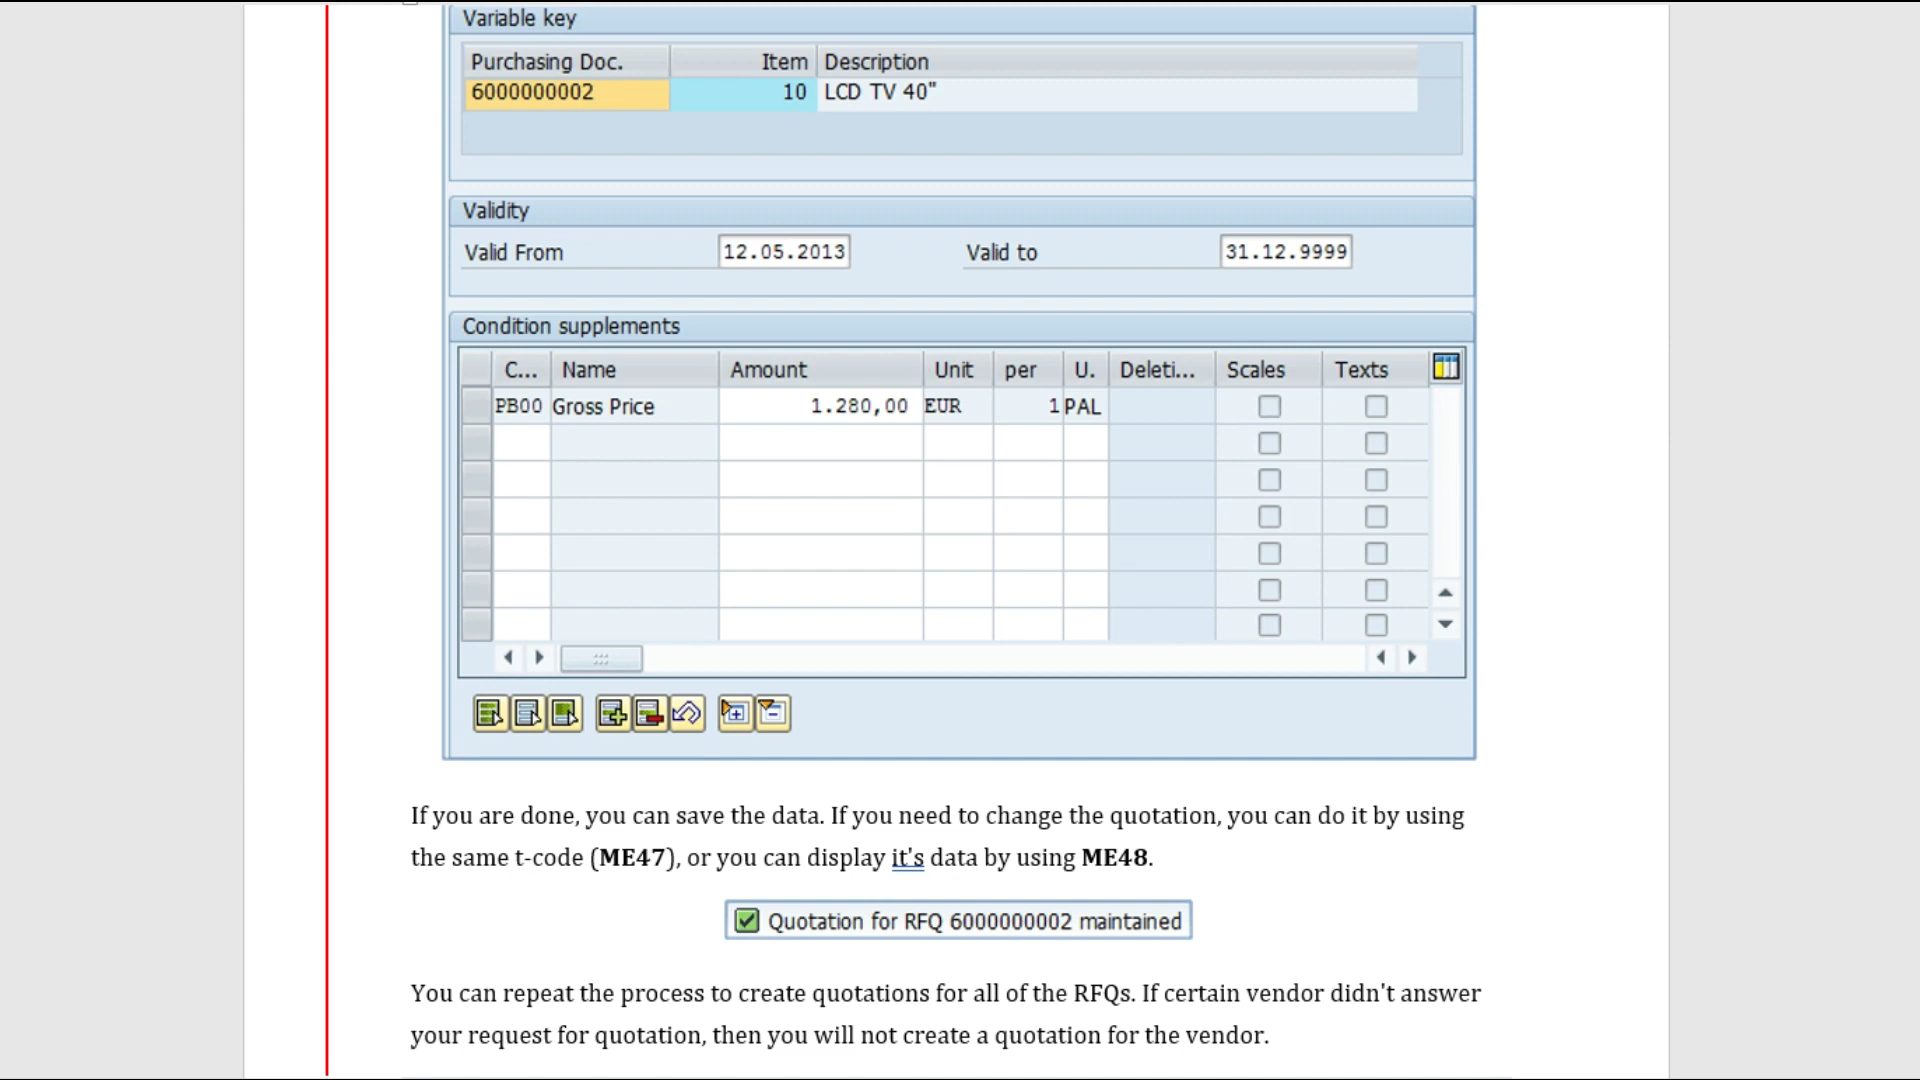 Variable key
Purchasing Doc. Item Description
6000000002 10 LCD TV 40"
Validity
Valid From 12.05.2013 Valid to 31.12.9999
Condition supplements
C... Name Amount Unit per U. Deleti... Scales Texts
PB00 Gross Price 1.280,00 EUR 1 PAL
If you are done, you can save the data. If you need to change the quotation, you can do it by using
the same t-code (ME47), or you can display it's data by using ME48.
Quotation for RFQ 6000000002 maintained
You can repeat the process to create quotations for all of the RFQs. If certain vendor didn't answer
your request for quotation, then you will not create a quotation for the vendor.